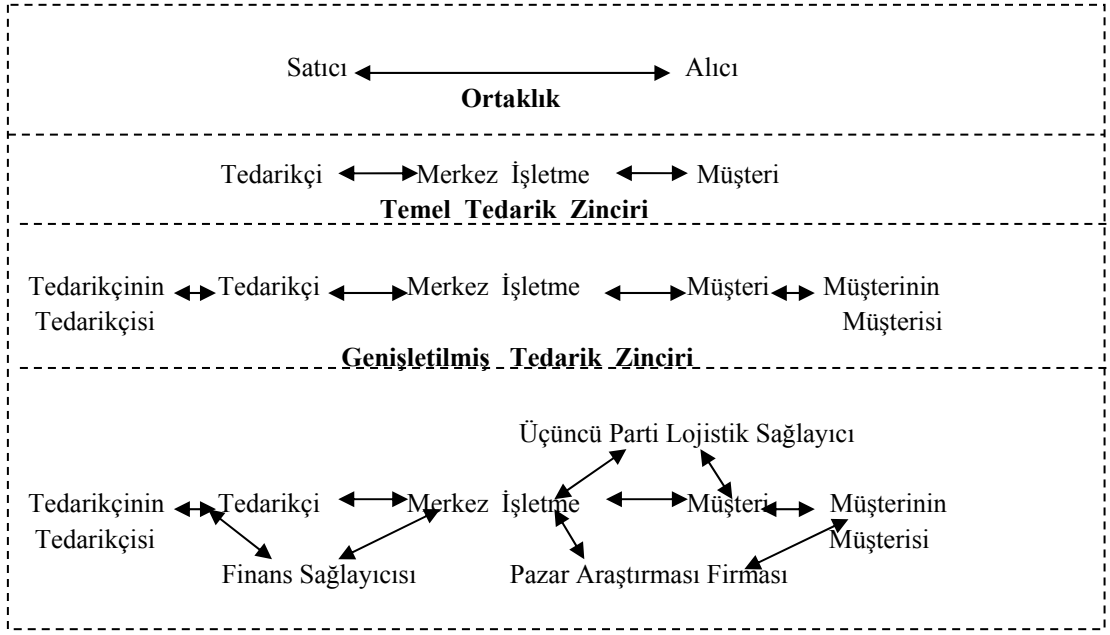 Satıcı Alıcı
Ortaklık
Tedarikçi Merkez İşletme Müşteri
Temel Tedarik Zinciri
Tedarikçinin Tedarikçi Merkez İşletme Müşteri Müşterinin
Tedarikçisi Müşterisi
Genişletilmiş Tedarik Zinciri
Üçüncü Parti Lojistik Sağlayıcı
Tedarikçinin Tedarikçi Merkez İşletme Müşteri Müşterinin
Tedarikçisi Müşterisi
Finans Sağlayıcısı Pazar Araştırması Firması